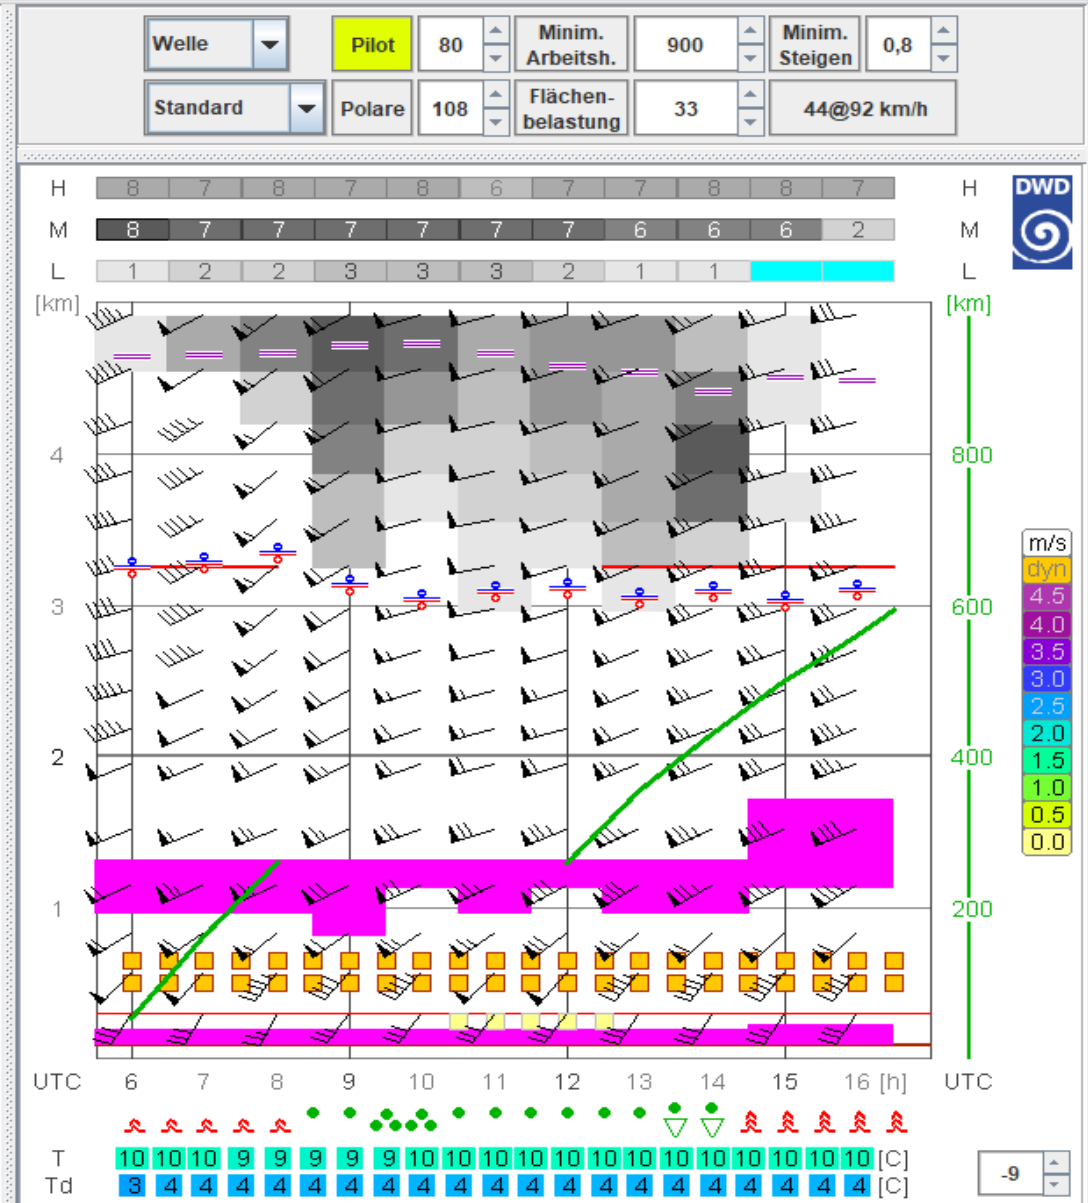 Welle Pilot 80 Minim. Arbeitsh. 900 Minim. Steigen 0,8
Standard Polare 108 Flächen-belastung 33 44@92 km/h
H 8 7 8 7 8 6 7 7 8 8 7 H DWD
M 8 7 7 7 7 7 7 6 6 6 2 M
L 1 2 2 3 3 3 2 1 1 L
[km] [km]
4 800
m/s
dyn
4.5
3 600
4.0
3.5
3.0
2.5
2.0
2 400
1.5
1.0
0.5
0.0
1 200
UTC 6 7 8 9 10 11 12 13 14 15 16 [h] UTC
T 10 10 10 9 9 9 9 9 10 10 10 10 10 10 10 10 10 10 10 10 10 [C]
Td 3 4 4 4 4 4 4 4 4 4 4 4 4 4 4 4 4 4 4 4 4 [C]
-9